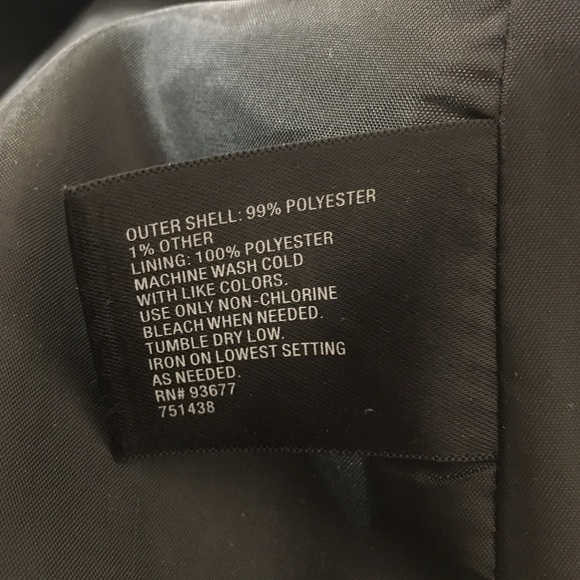 OUTER SHELL: 99% POLYESTER
1% OTHER
LINING: 100% POLYESTER
MACHINE WASH COLD
WITH LIKE COLORS.
USE ONLY NON-CHLORINE
BLEACH WHEN NEEDED.
TUMBLE DRY LOW.
IRON ON LOWEST SETTING
AS NEEDED.
RN# 93677
751438